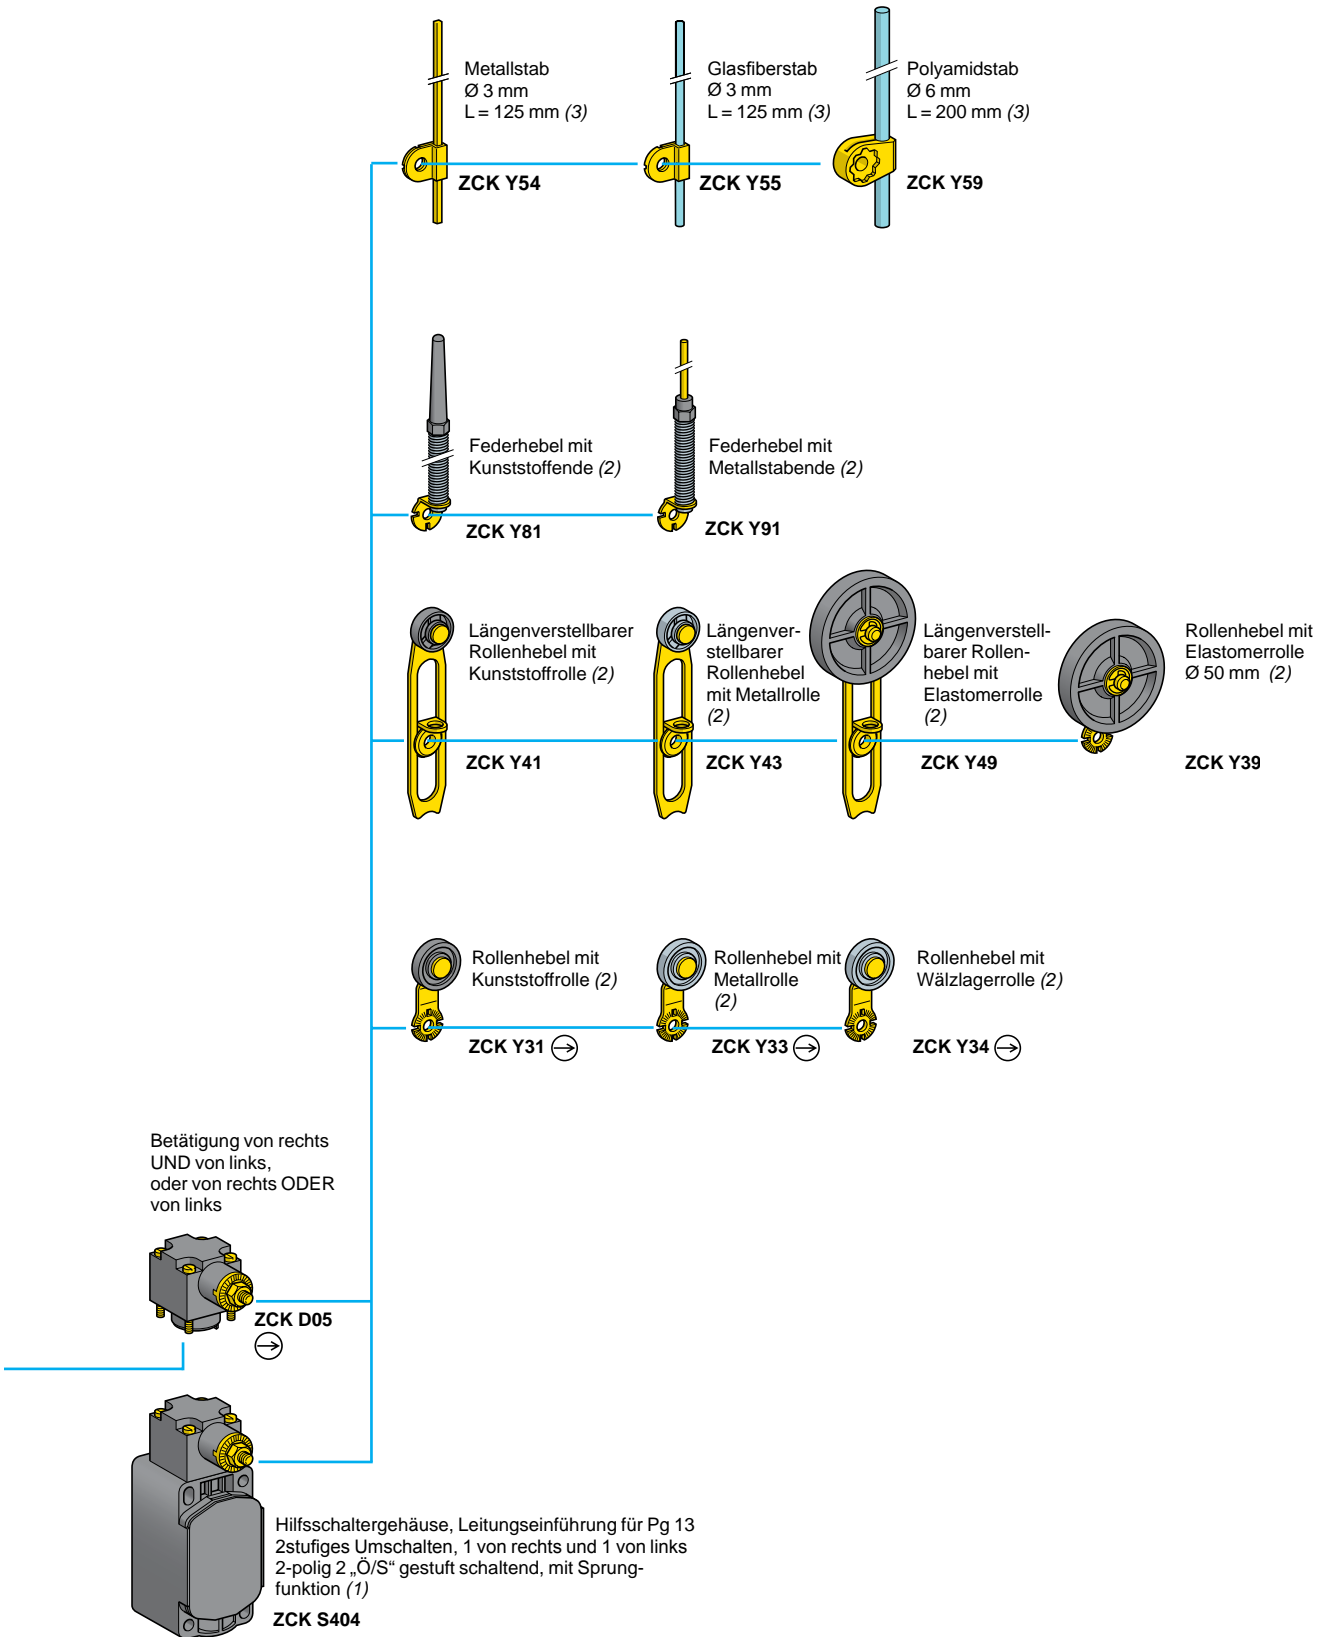 Metallstab
Ø 3 mm
L = 125 mm (3)
ZCK Y54
Glasfiberstab
Ø 3 mm
L = 125 mm (3)
ZCK Y55
Polyamidstab
Ø 6 mm
L = 200 mm (3)
ZCK Y59
Federhebel mit
Kunststoffende (2)
ZCK Y81
Federhebel mit
Metallstabende (2)
ZCK Y91
Längenverstellbarer
Rollenhebel mit
Kunststoffrolle (2)
ZCK Y41
Längenver-
stellbarer
Rollenhebel
mit Metallrolle
(2)
ZCK Y43
Längenverstell-
barer Rollen-
hebel mit
Elastomerrolle
(2)
ZCK Y49
Rollenhebel mit
Elastomerrolle
Ø 50 mm (2)
ZCK Y39
Rollenhebel mit
Kunststoffrolle (2)
ZCK Y31
Rollenhebel mit
Metallrolle
(2)
ZCK Y33
Rollenhebel mit
Wälzlagerrolle (2)
ZCK Y34
Betätigung von rechts
UND von links,
oder von rechts ODER
von links
ZCK D05
Hilfsschaltergehäuse, Leitungseinführung für Pg 13
2stufiges Umschalten, 1 von rechts und 1 von links
2-polig 2 „Ö/S“ gestuft schaltend, mit Sprung-
funktion (1)
ZCK S404